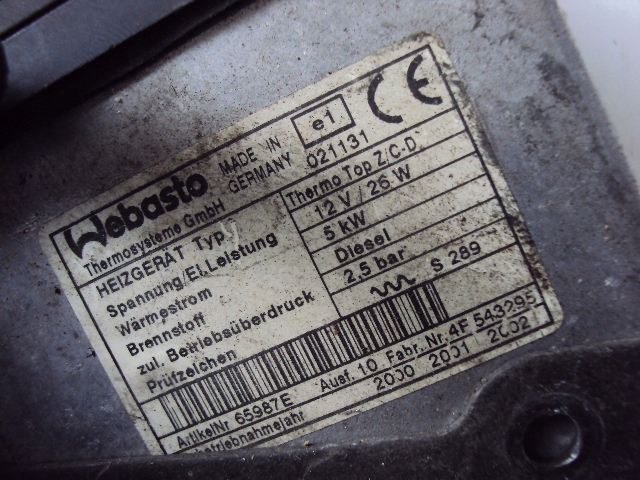 Webasto
Thermosysteme GmbH
MADE IN
GERMANY
e1
021131
CE
HEIZGERÄT Typ Thermo Top Z/C-D
Spannung/El.Leistung 12 V / 26 W
Wärmestrom 5 kW
Brennstoff Diesel
zul. Betriebsüberdruck 2,5 bar
Prüfzeichen S 289
ArtikelNr 65987E Ausf. 10 Fabr. Nr. 4F 543295
betriebnahmejahr 2000 2001 2002